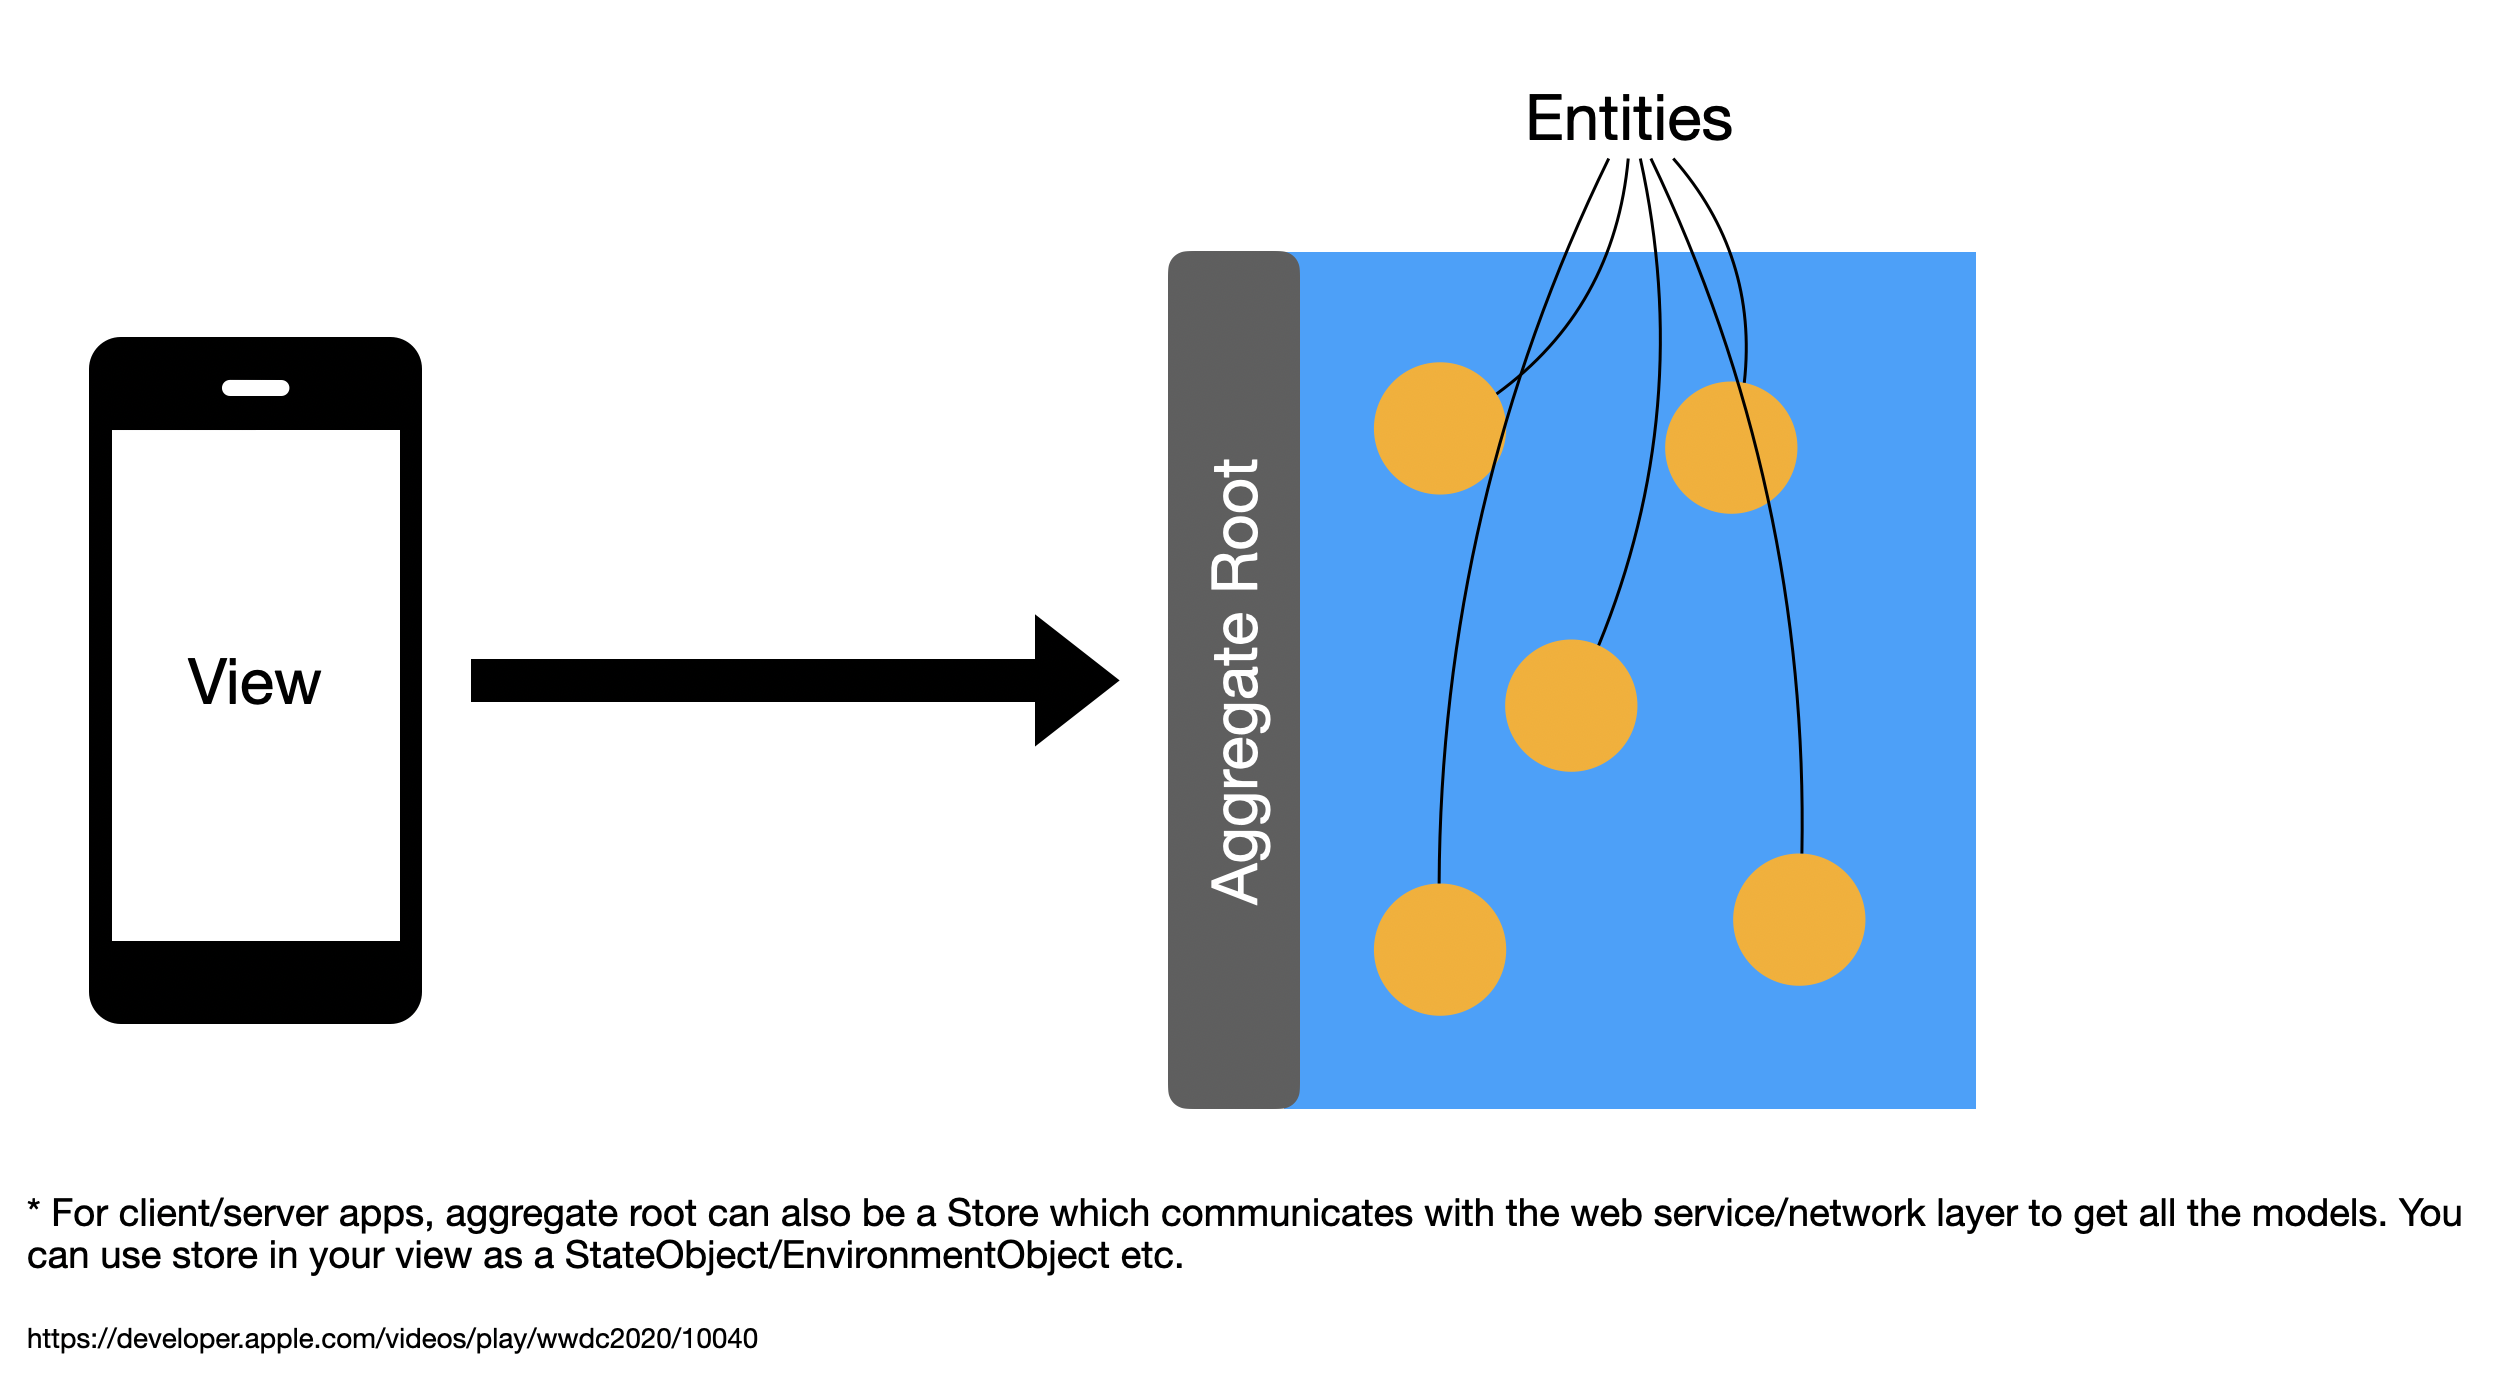 Entities
View
Aggregate Root
* For client/server apps, aggregate root can also be a Store which communicates with the web service/network layer to get all the models. You
can use store in your view as a StateObject/EnvironmentObject etc.
https://developer.apple.com/videos/play/wwdc2020/10040